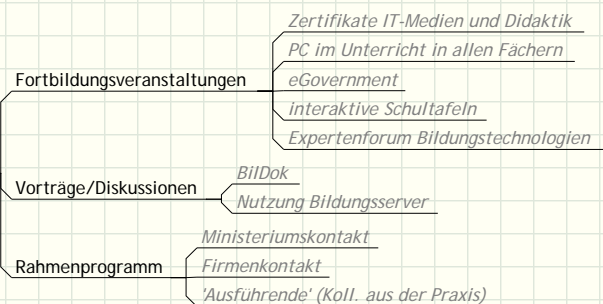 Fortbildungsveranstaltungen
Zertifikate IT-Medien und Didaktik
PC im Unterricht in allen Fächern
eGovernment
interaktive Schultafeln
Expertenforum Bildungstechnologien
Vorträge/Diskussionen
BilDok
Nutzung Bildungsserver
Rahmenprogramm
Ministeriumskontakt
Firmenkontakt
'Ausführende' (Koll. aus der Praxis)